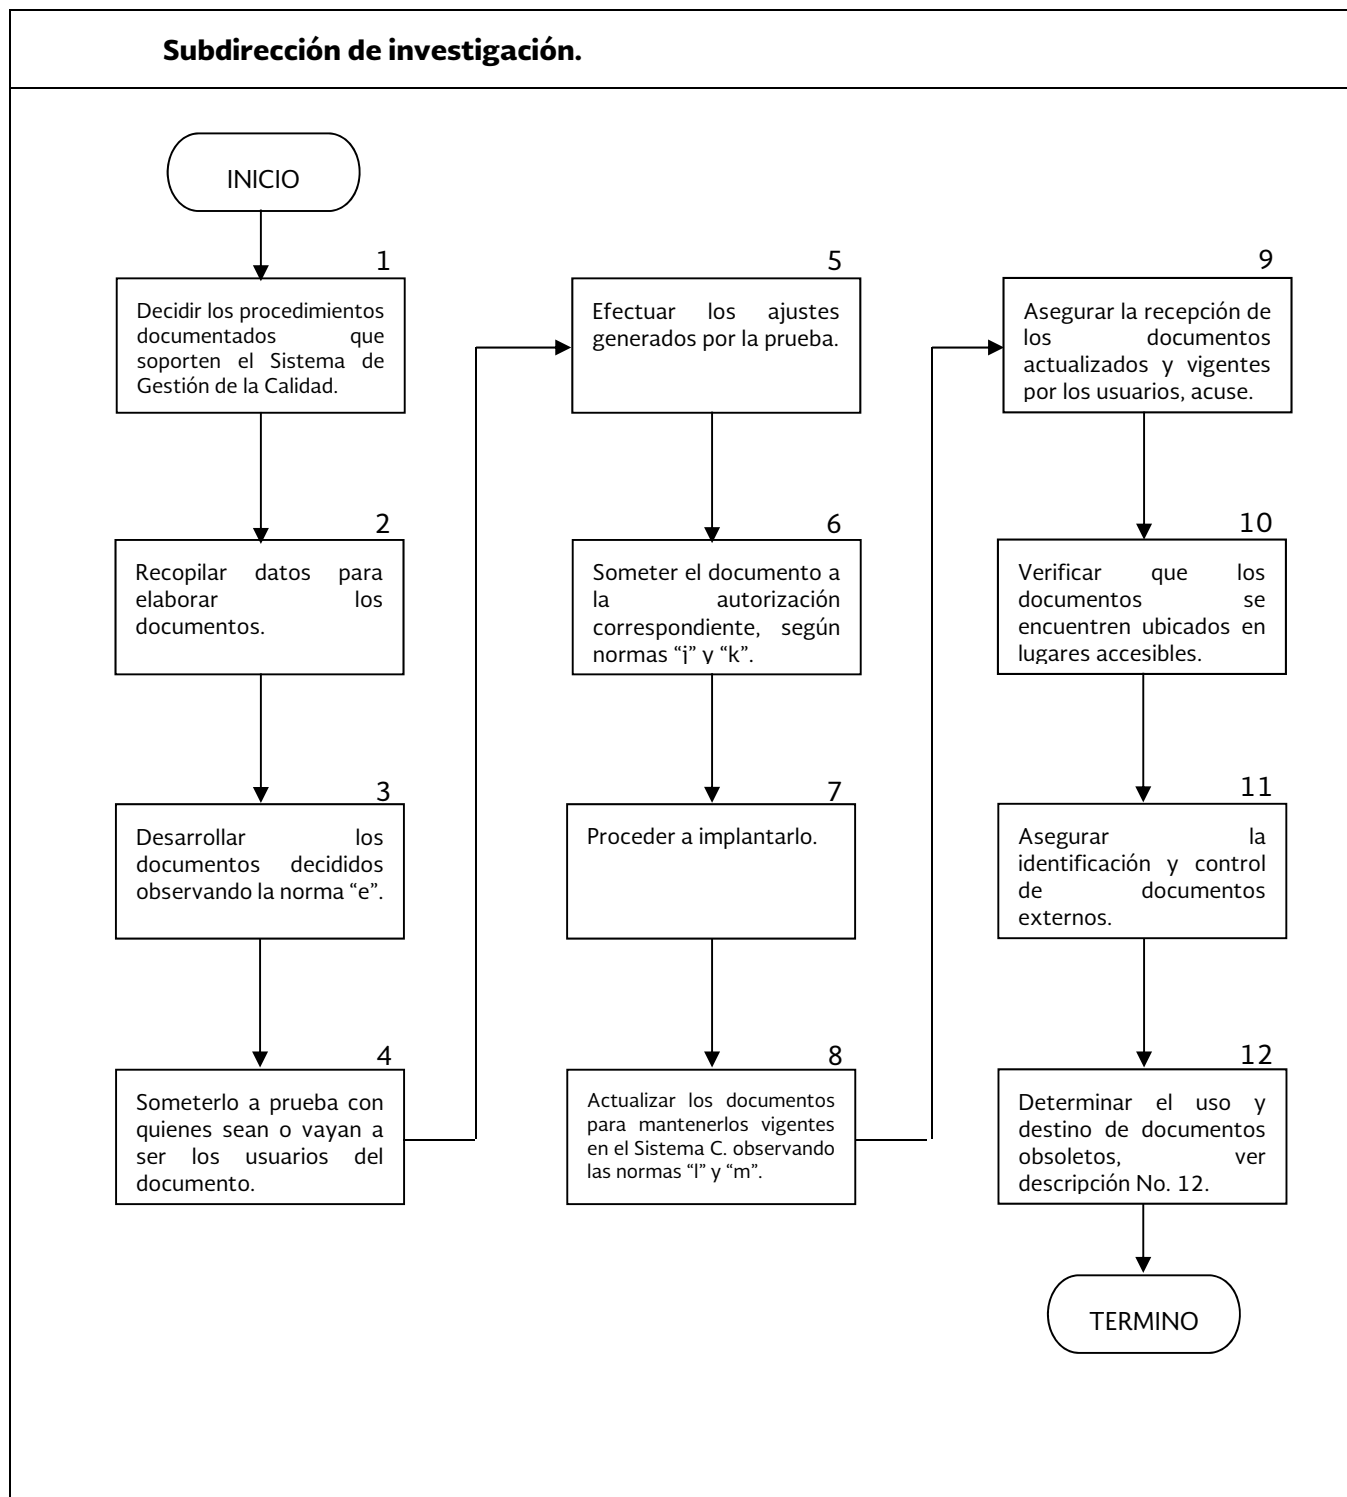 Subdirección de investigación.
INICIO
1
Decidir los procedimientos
documentados que
soporten el Sistema de
Gestión de la Calidad.
2
Recopilar datos para
elaborar los
documentos.
3
Desarrollar los
documentos decididos
observando la norma “e”.
4
Someterlo a prueba con
quienes sean o vayan a
ser los usuarios del
documento.
5
Efectuar los ajustes
generados por la prueba.
6
Someter el documento a
la autorización
correspondiente, según
normas “j” y “k”.
7
Proceder a implantarlo.
8
Actualizar los documentos
para mantenerlos vigentes
en el Sistema C. observando
las normas “l” y “m”.
9
Asegurar la recepción de
los documentos
actualizados y vigentes
por los usuarios, acuse.
10
Verificar que los
documentos se
encuentren ubicados en
lugares accesibles.
11
Asegurar la
identificación y control
de documentos
externos.
12
Determinar el uso y
destino de documentos
obsoletos, ver
descripción No. 12.
TERMINO